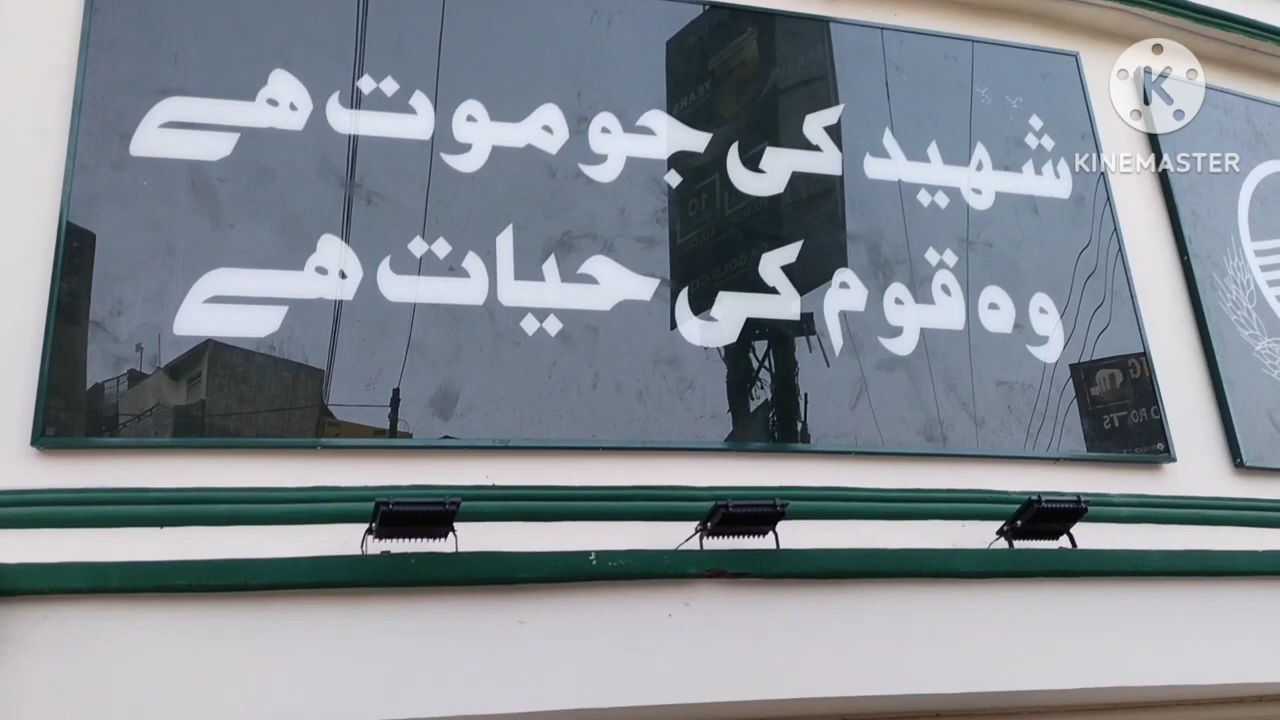 شہید کی جو موت ہے
وہ قوم کی حیات ہے
KINEMASTER